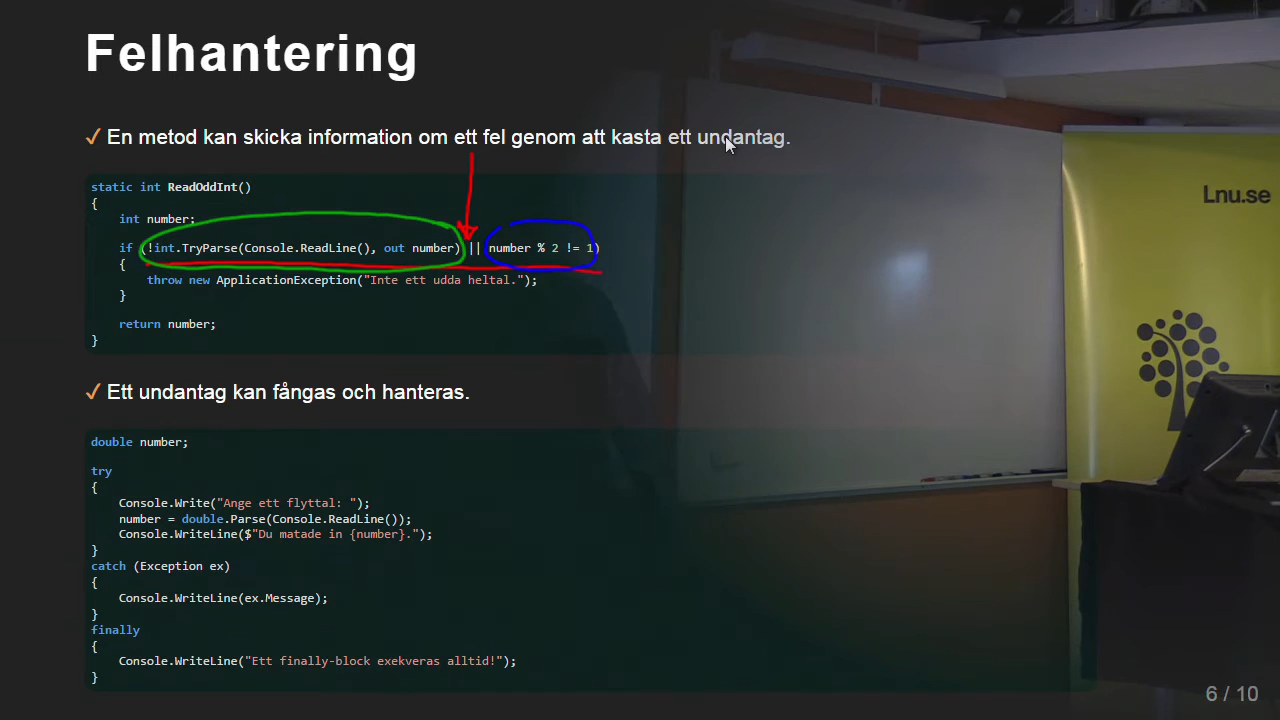 Felhantering
✓ En metod kan skicka information om ett fel genom att kasta ett undantag.
static int ReadOddInt()
{
    int number;
    if (!int.TryParse(Console.ReadLine(), out number) || number % 2 != 1)
    {
        throw new ApplicationException("Inte ett udda heltal.");
    }
    return number;
}
✓ Ett undantag kan fångas och hanteras.
double number;
try
{
    Console.Write("Ange ett flyttal: ");
    number = double.Parse(Console.ReadLine());
    Console.WriteLine($"Du matade in {number}.");
}
catch (Exception ex)
{
    Console.WriteLine(ex.Message);
}
finally
{
    Console.WriteLine("Ett finally-block exekveras alltid!");
}
Lnu.se
6 / 10